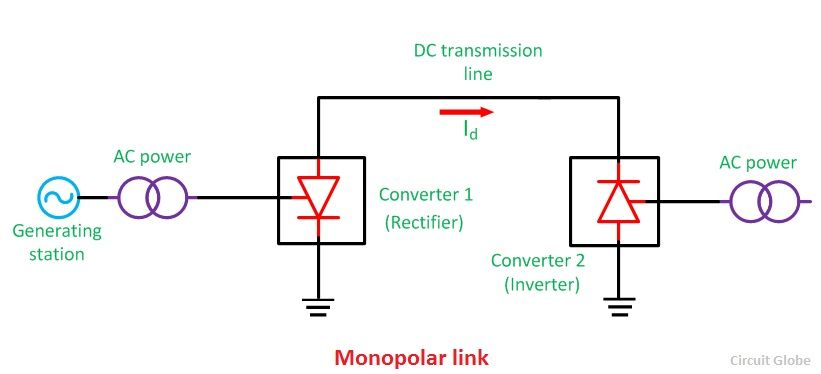 DC transmission
line
I_d
AC power
AC power
Converter 1
(Rectifier)
Generating
station
Converter 2
(Inverter)
Monopolar link
Circuit Globe